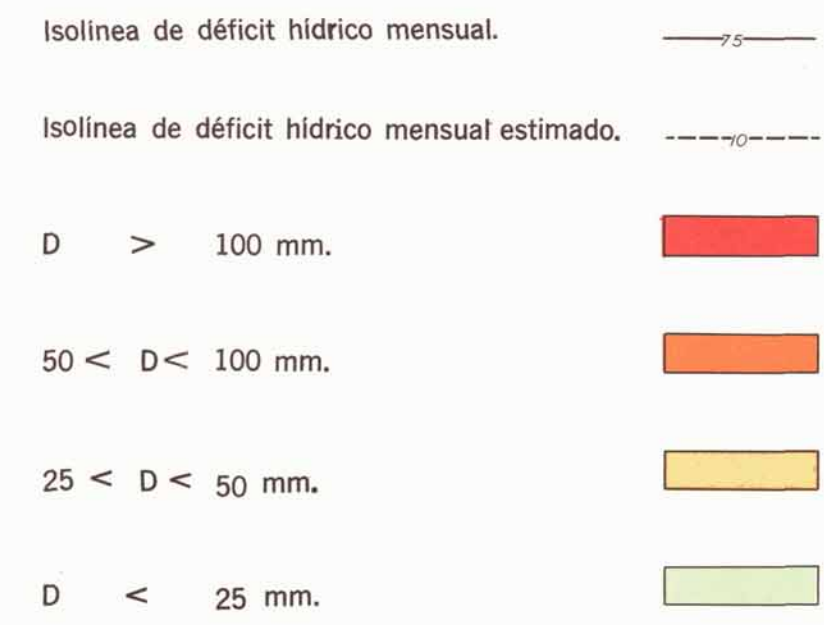 Isolínea de déficit hídrico mensual. 75
Isolínea de déficit hídrico mensual estimado. 10
D > 100 mm.
50 < D < 100 mm.
25 < D < 50 mm.
D < 25 mm.